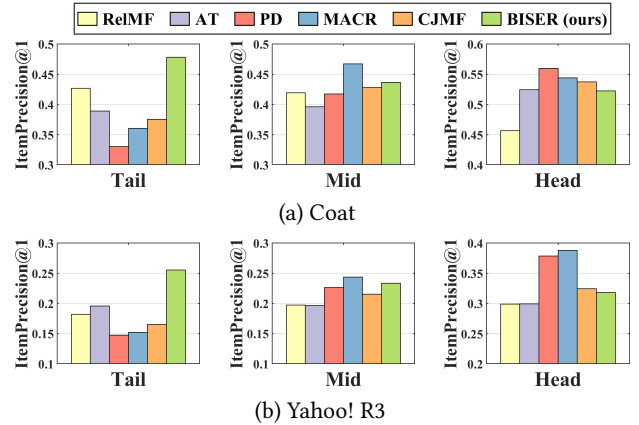 RelMF AT PD MACR CJMF BISER (ours)
ItemPrecision@1
0.5
0.45
0.4
0.35
0.3
Tail
ItemPrecision@1
0.5
0.45
0.4
0.35
0.3
Mid
ItemPrecision@1
0.6
0.55
0.5
0.45
0.4
Head
(a) Coat
ItemPrecision@1
0.3
0.25
0.2
0.15
0.1
Tail
ItemPrecision@1
0.3
0.25
0.2
0.15
0.1
Mid
ItemPrecision@1
0.4
0.3
0.2
Head
(b) Yahoo! R3